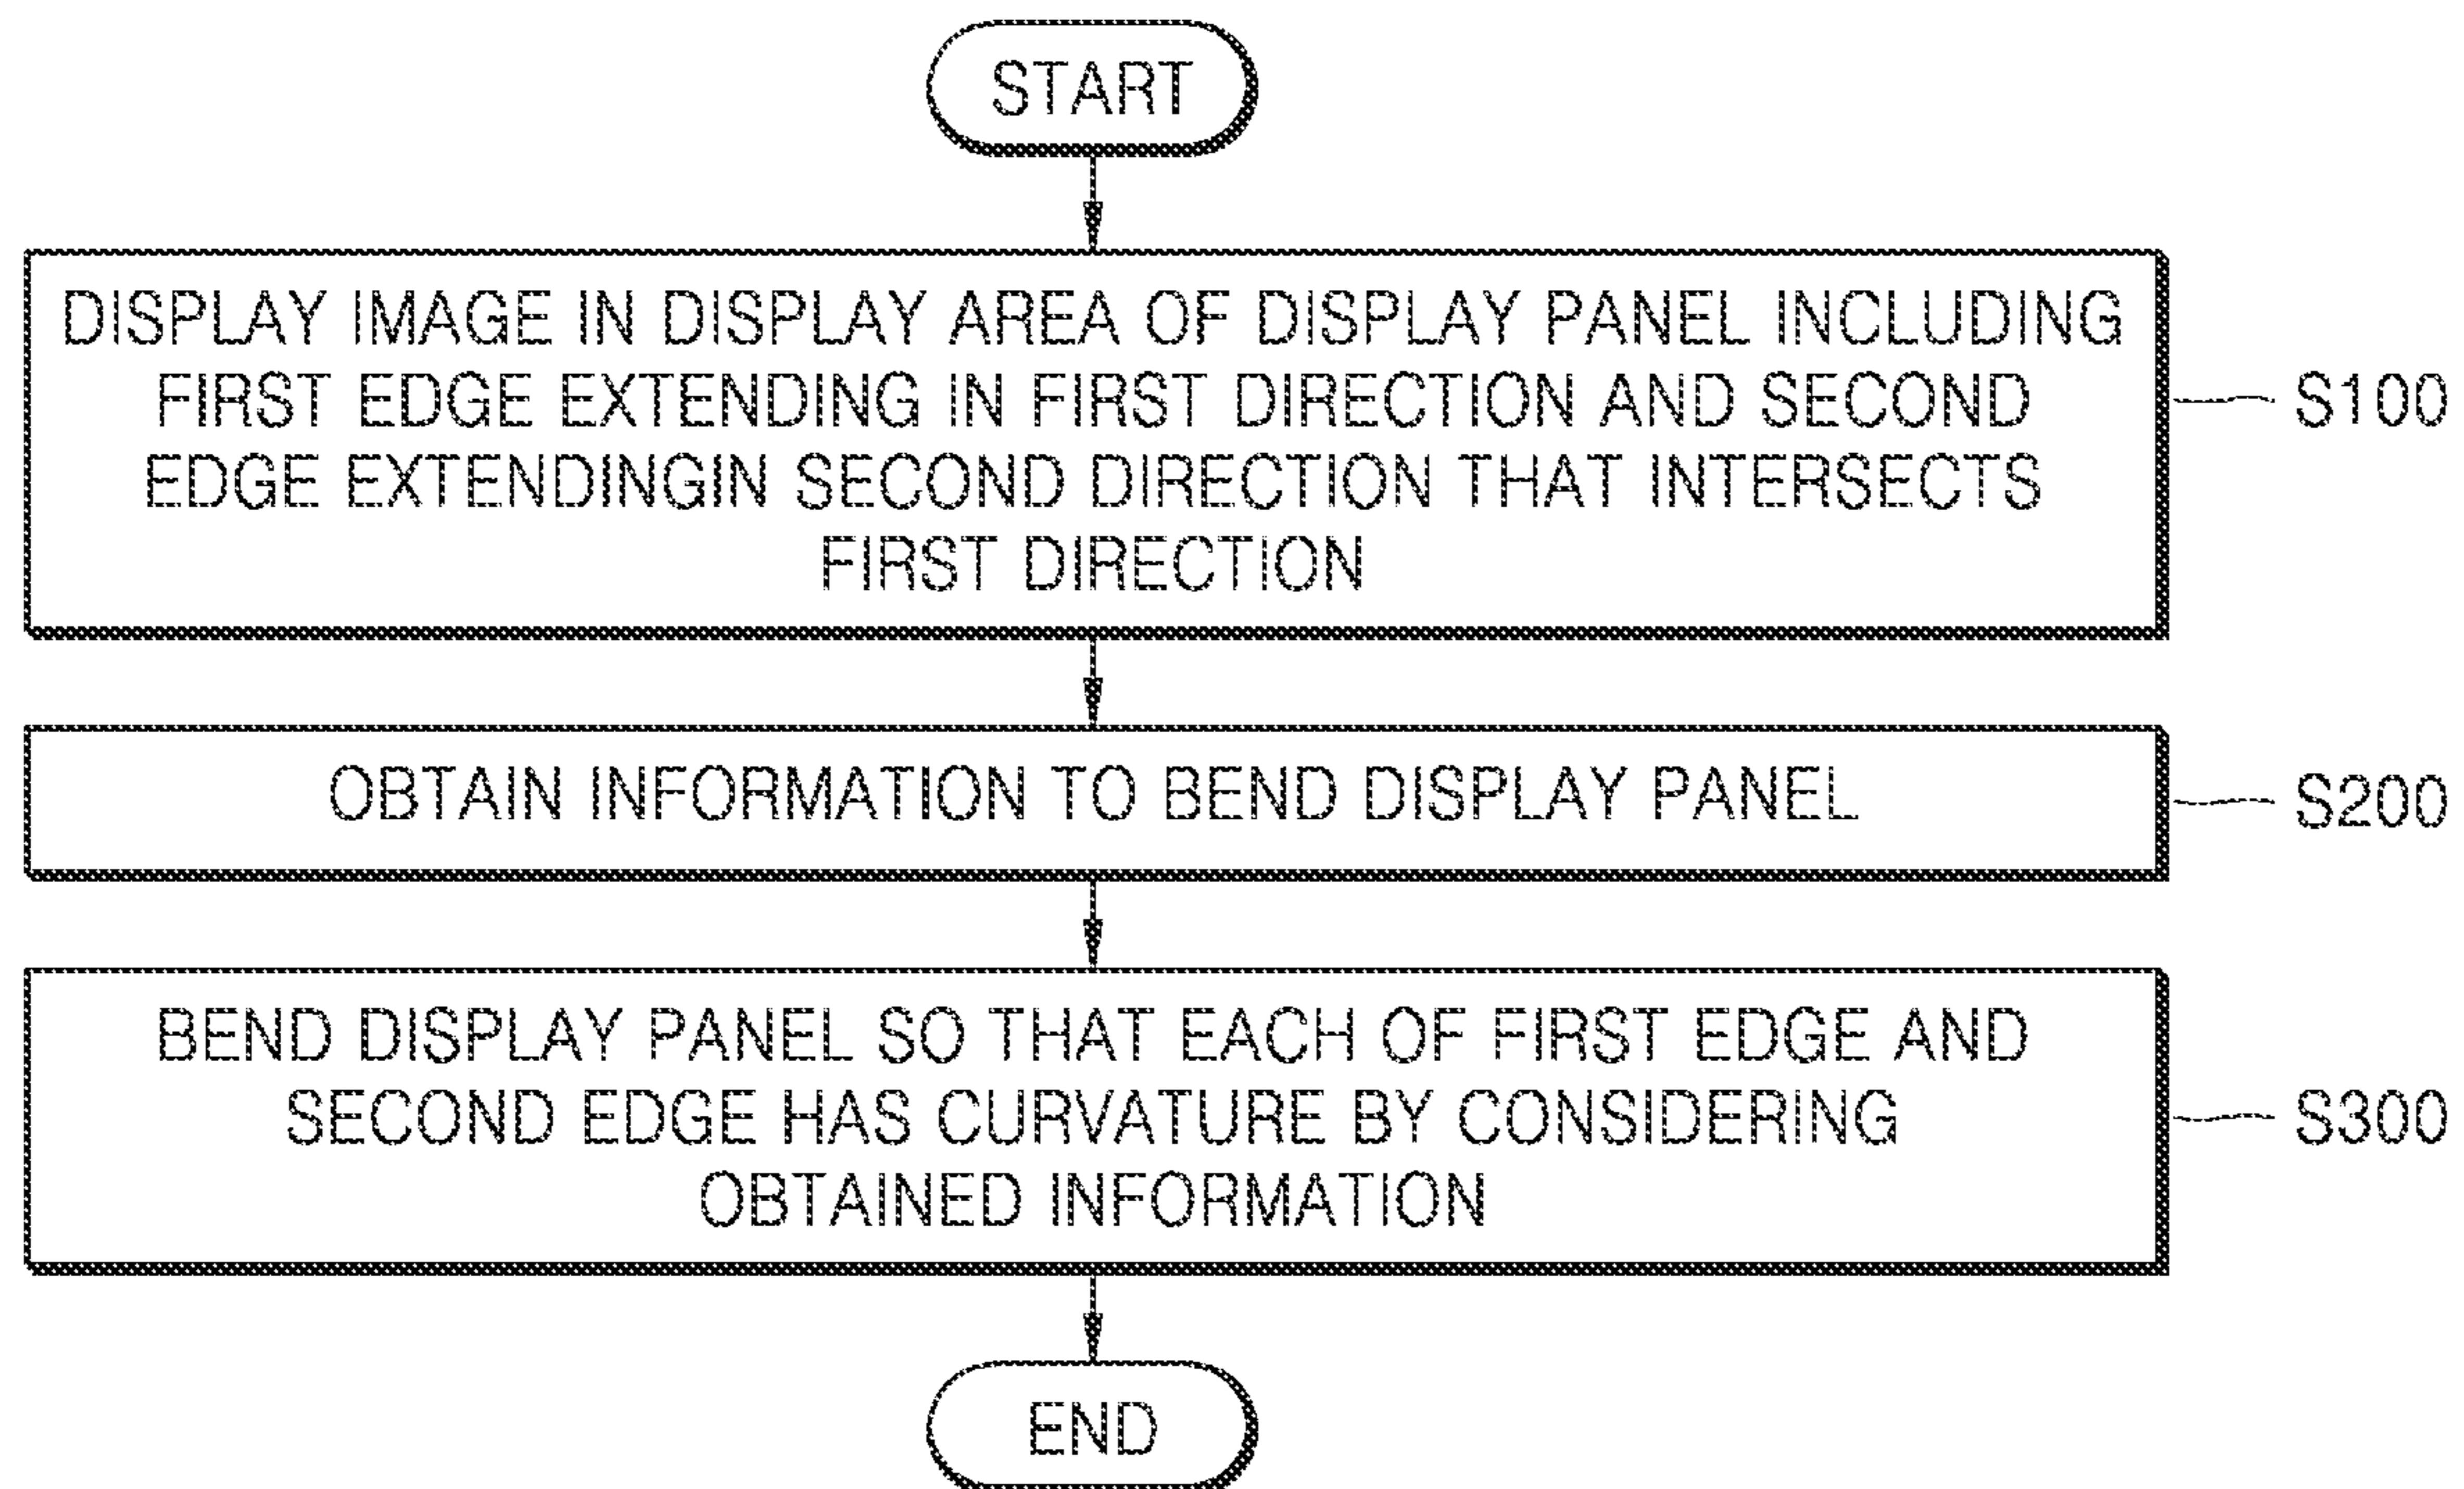 START
DISPLAY IMAGE IN DISPLAY AREA OF DISPLAY PANEL INCLUDING
FIRST EDGE EXTENDING IN FIRST DIRECTION AND SECOND
EDGE EXTENDINGIN SECOND DIRECTION THAT INTERSECTS
FIRST DIRECTION
S100
OBTAIN INFORMATION TO BEND DISPLAY PANEL
S200
BEND DISPLAY PANEL SO THAT EACH OF FIRST EDGE AND
SECOND EDGE HAS CURVATURE BY CONSIDERING
OBTAINED INFORMATION
S300
END